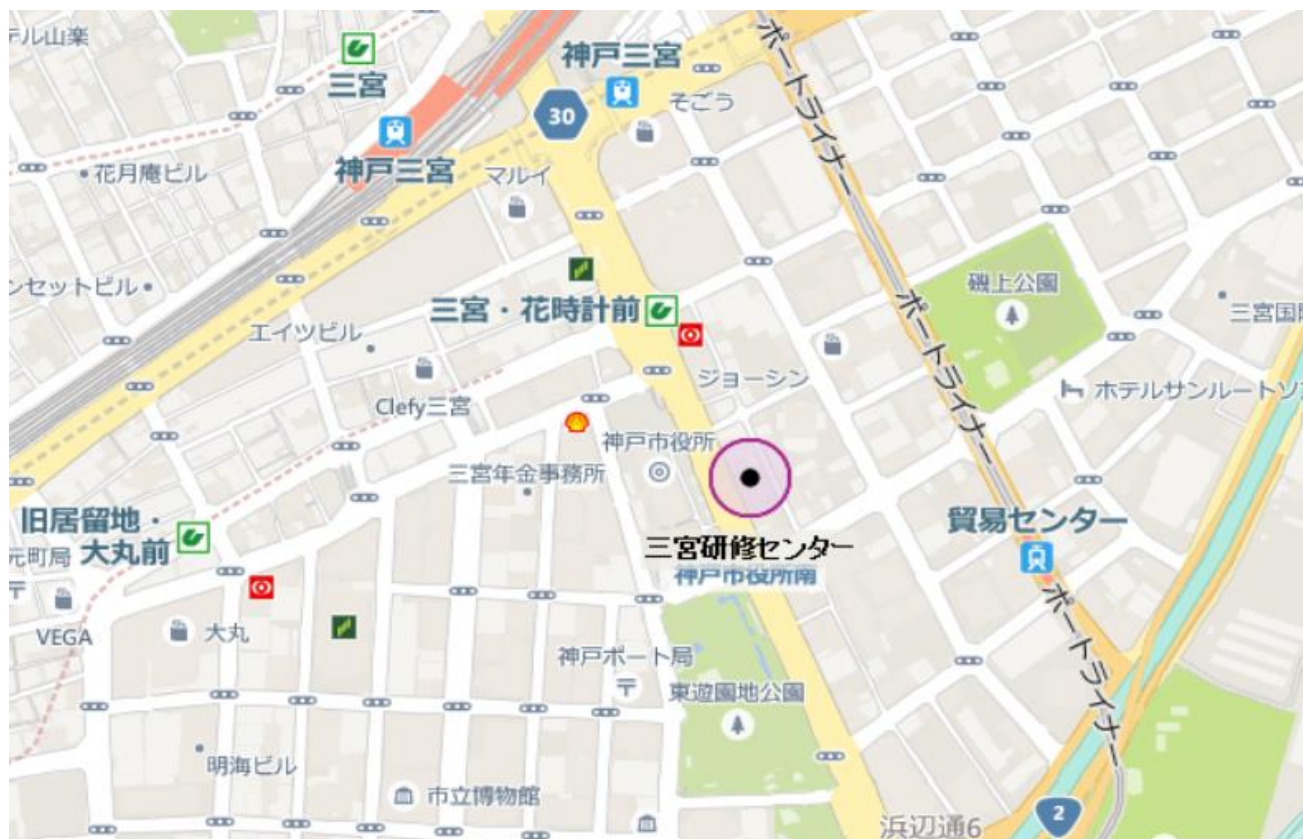 テル山楽
三宮
神戸三宮
30
そごう
ポートライナー
花月庵ビル
神戸三宮
マルイ
ンセットビル
三宮・花時計前
磯上公園
三宮国際
エイツビル
ポートライナー
ジョーシン
ホテルサンルートソ
Clefy三宮
神戸市役所
三宮年金事務所
旧居留地・
大丸前
元町局
貿易センター
三宮研修センター
神戸市役所南
VEGA
大丸
ポートライナー
神戸ポート局
東遊園地公園
明海ビル
市立博物館
浜辺通6
2